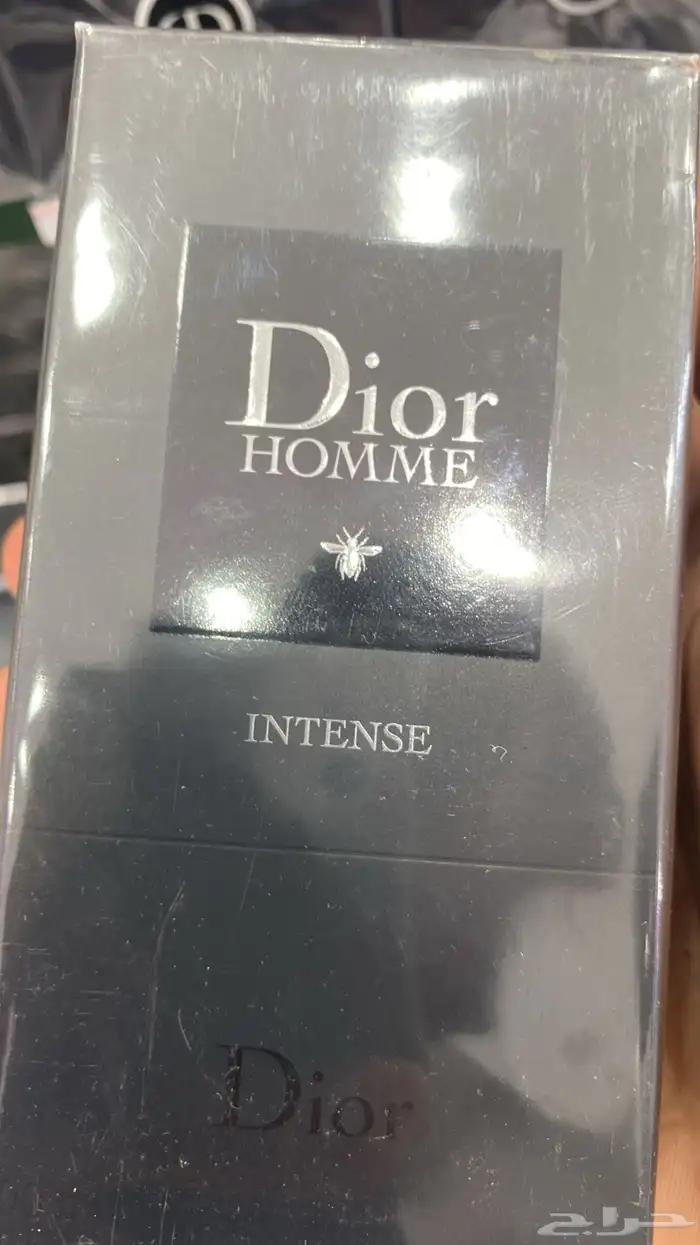 Dior
HOMME
INTENSE
Dior
حراج